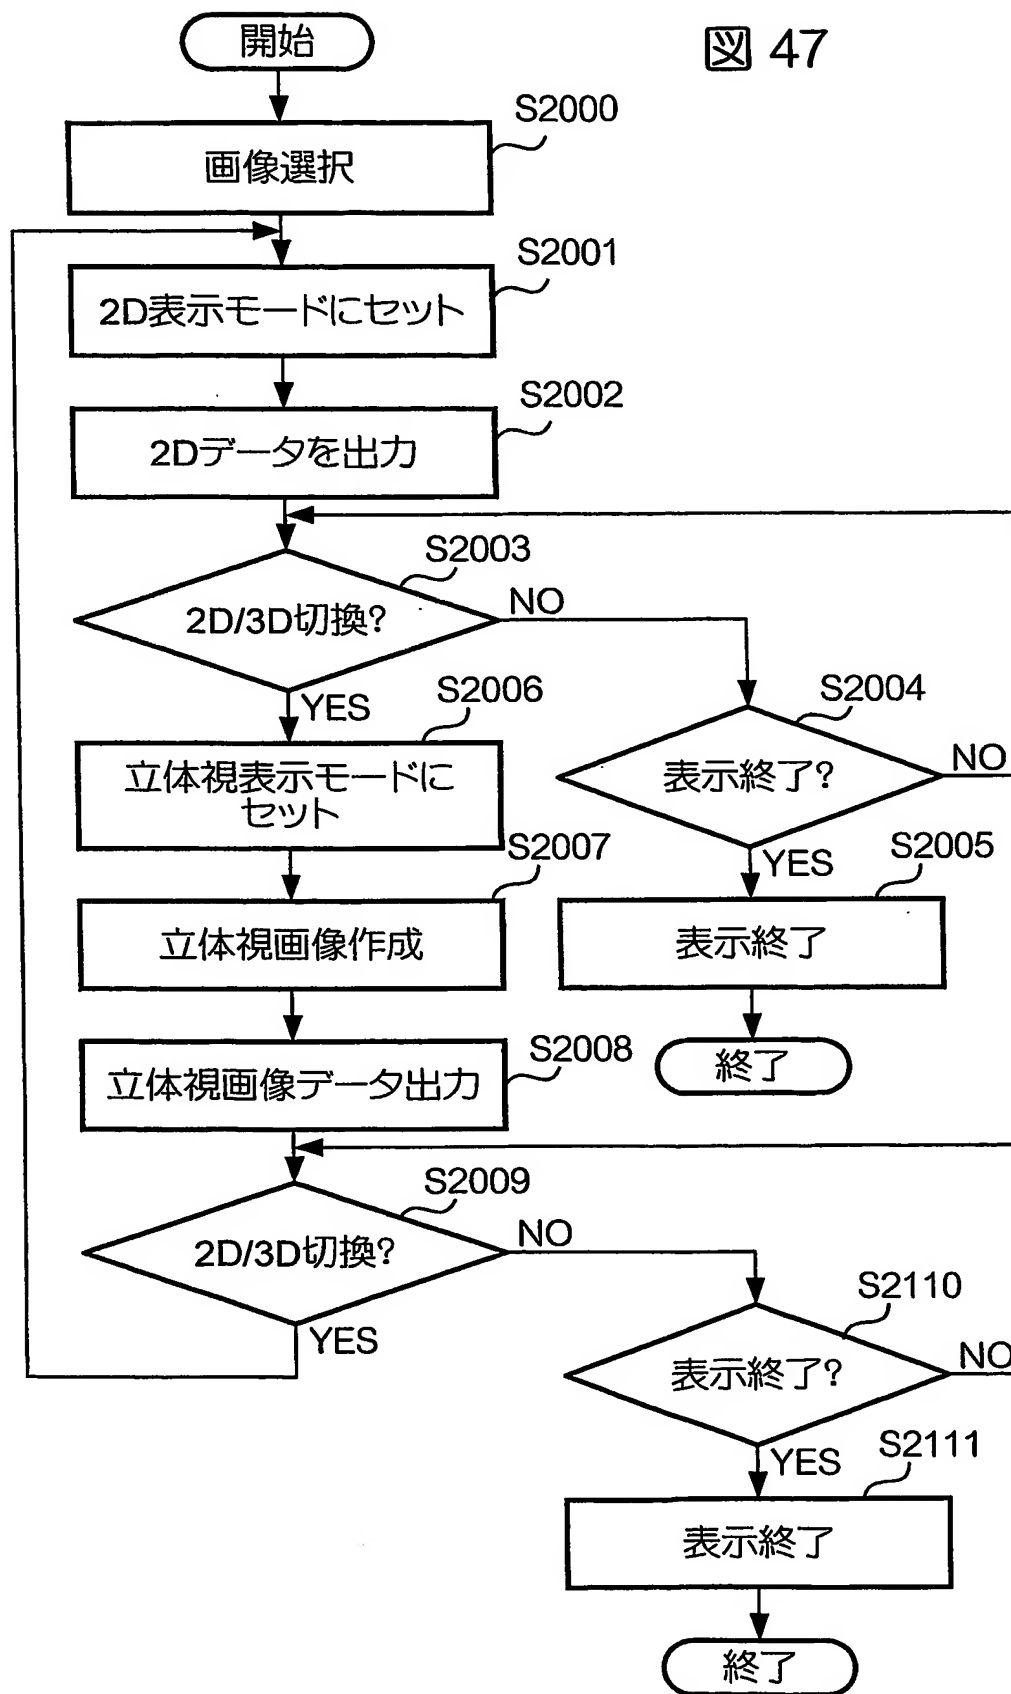 図 47
開始
S2000
画像選択
S2001
2D表示モードにセット
S2002
2Dデータを出力
S2003
2D/3D切換?
NO
YES
S2004
表示終了?
NO
YES
S2005
表示終了
終了
S2006
立体視表示モードに
セット
S2007
立体視画像作成
S2008
立体視画像データ出力
S2009
2D/3D切換?
NO
YES
S2110
表示終了?
NO
YES
S2111
表示終了
終了